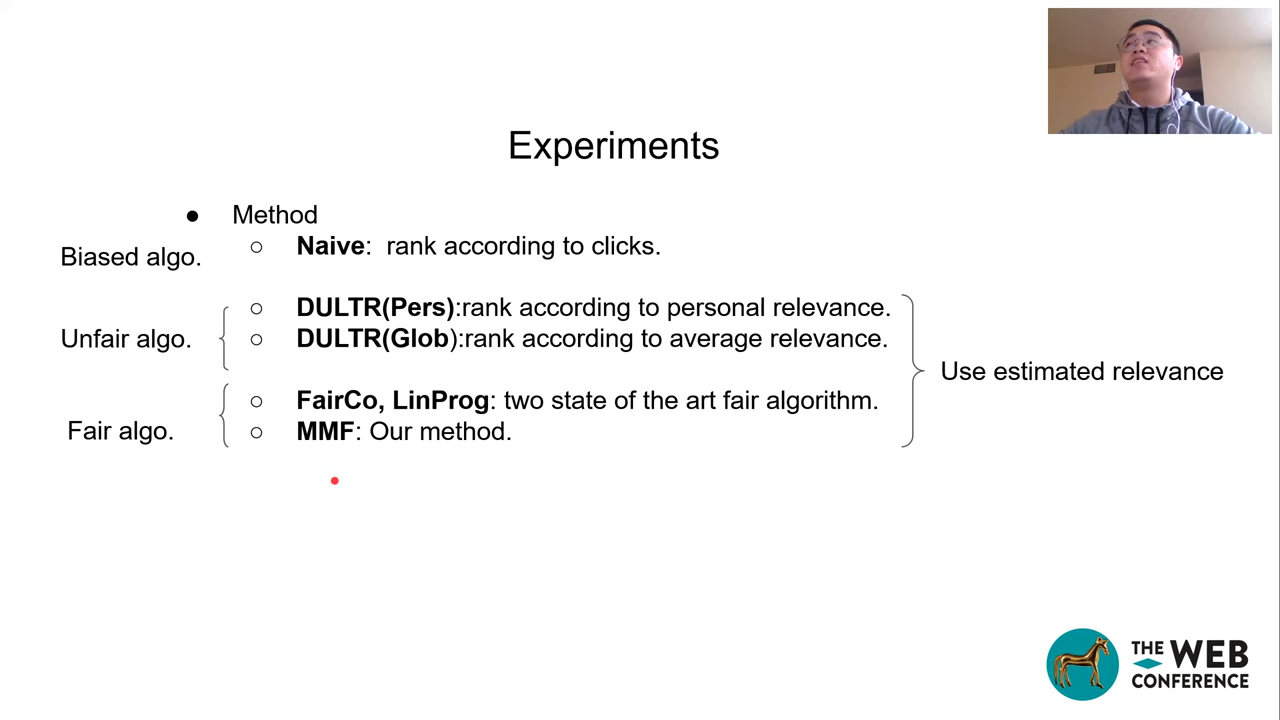 Experiments
● Method
Biased algo.
○ Naive: rank according to clicks.
○ DULTR(Pers):rank according to personal relevance.
Unfair algo.
○ DULTR(Glob):rank according to average relevance.
Use estimated relevance
○ FairCo, LinProg: two state of the art fair algorithm.
Fair algo.
○ MMF: Our method.
THE WEB
CONFERENCE